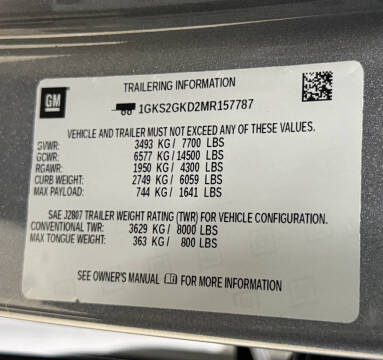 GM
TRAILERING INFORMATION
1GKS2GKD2MR157787
VEHICLE AND TRAILER MUST NOT EXCEED ANY OF THESE VALUES.
GVWR: 3493 KG / 7700 LBS
GCWR: 6577 KG / 14500 LBS
RGAWR: 1950 KG / 4300 LBS
CURB WEIGHT: 2749 KG / 6059 LBS
MAX PAYLOAD: 744 KG / 1641 LBS
SAE J2807 TRAILER WEIGHT RATING (TWR) FOR VEHICLE CONFIGURATION.
CONVENTIONAL TWR: 3629 KG / 8000 LBS
MAX TONGUE WEIGHT: 363 KG / 800 LBS
SEE OWNER'S MANUAL FOR MORE INFORMATION